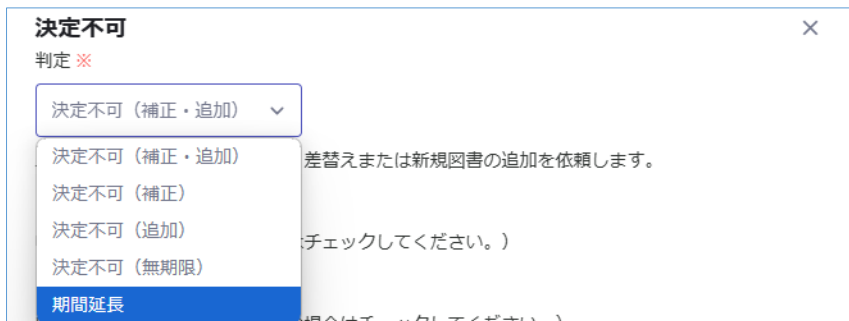 決定不可
判定 ※
決定不可（補正・追加）
決定不可（補正・追加）
差替えまたは新規図書の追加を依頼します。
決定不可（補正）
決定不可（追加）
チェックしてください。）
決定不可（無期限）
期間延長